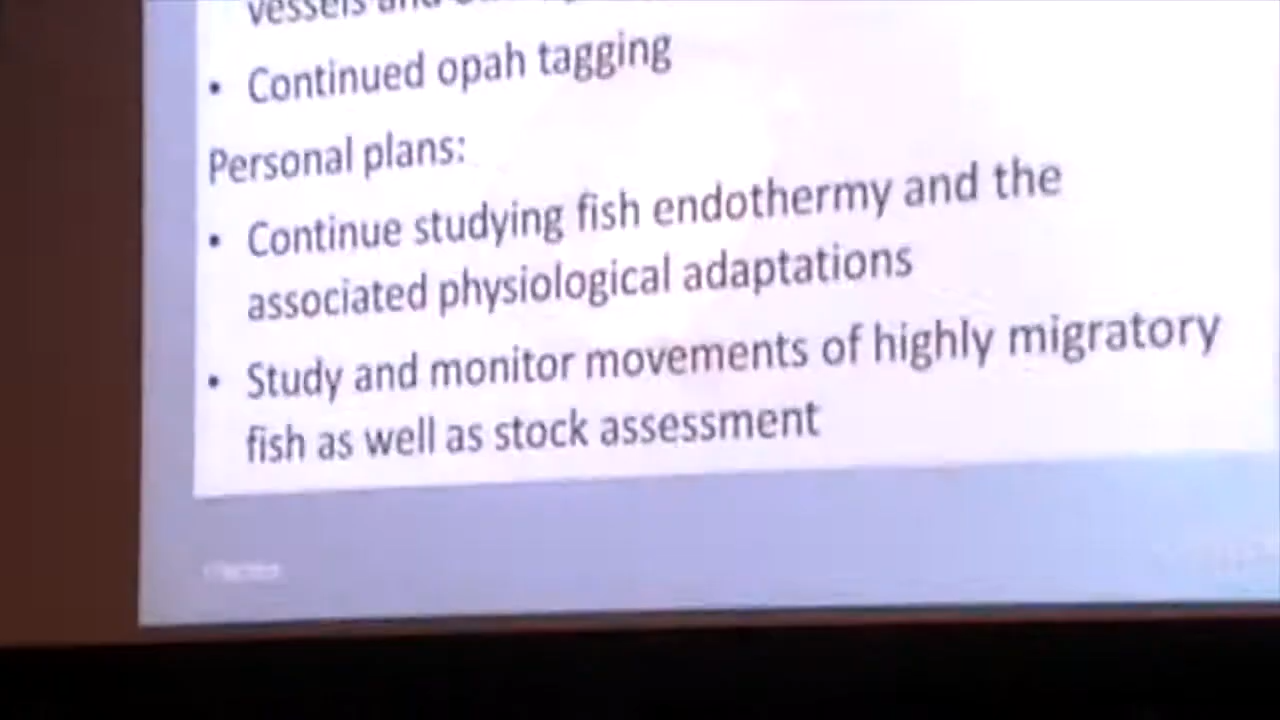 vessels and
• Continued opah tagging
Personal plans:
• Continue studying fish endothermy and the
associated physiological adaptations
• Study and monitor movements of highly migratory
fish as well as stock assessment